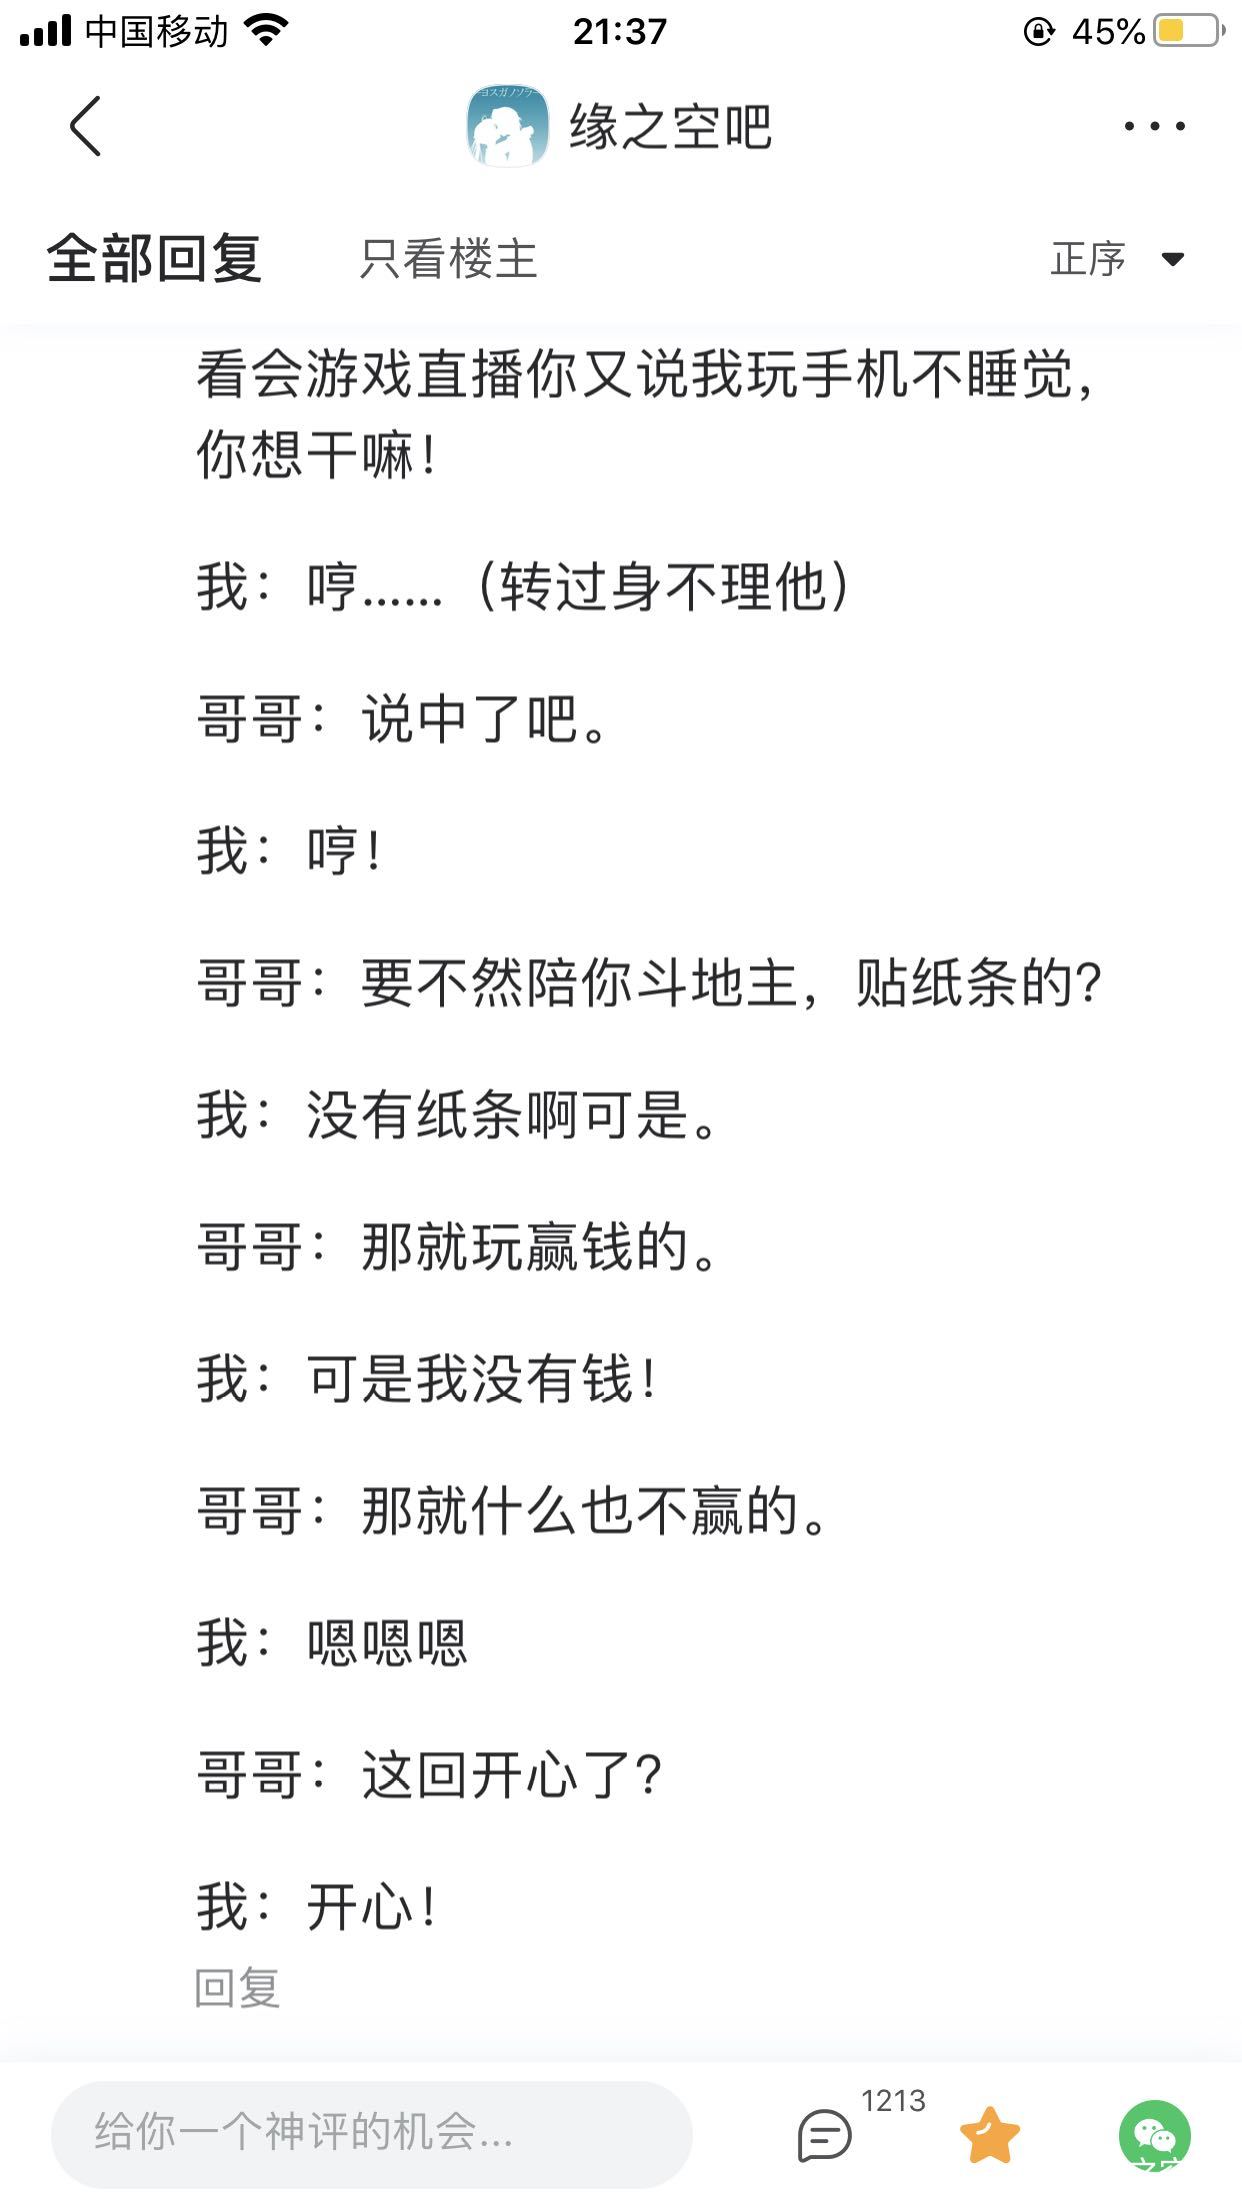 中国移动 21:37 45%
ヨスガノソラ
缘之空吧
全部回复 只看楼主 正序
看会游戏直播你又说我玩手机不睡觉，
你想干嘛！
我：哼……（转过身不理他）
哥哥：说中了吧。
我：哼！
哥哥：要不然陪你斗地主，贴纸条的？
我：没有纸条啊可是。
哥哥：那就玩赢钱的。
我：可是我没有钱！
哥哥：那就什么也不赢的。
我：嗯嗯嗯
哥哥：这回开心了？
我：开心！
回复
给你一个神评的机会... 1213